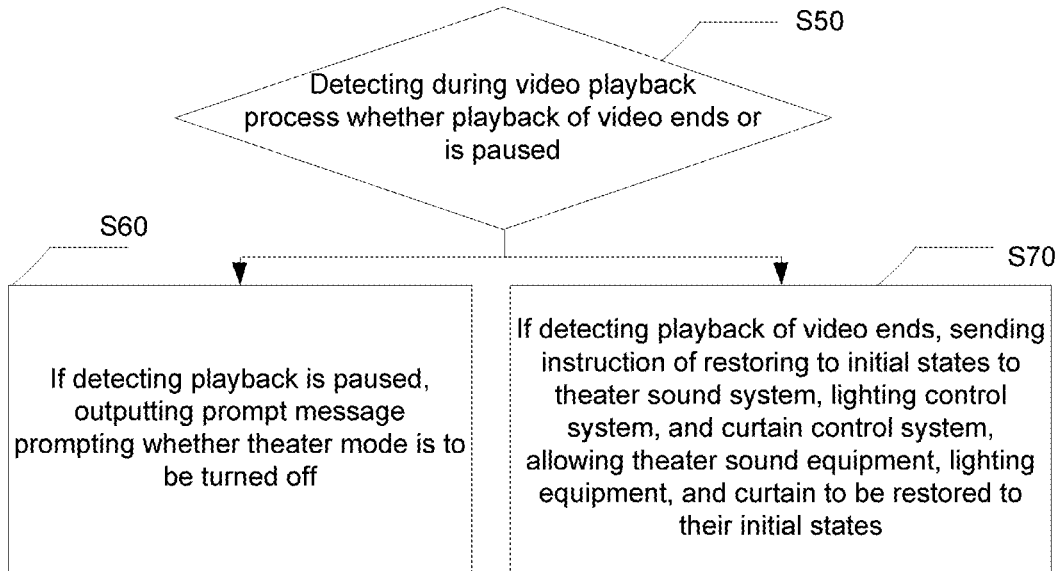 S50
Detecting during video playback
process whether playback of video ends or
is paused
S60
If detecting playback is paused,
outputting prompt message
prompting whether theater mode is to
be turned off
S70
If detecting playback of video ends, sending
instruction of restoring to initial states to
theater sound system, lighting control
system, and curtain control system,
allowing theater sound equipment, lighting
equipment, and curtain to be restored to
their initial states